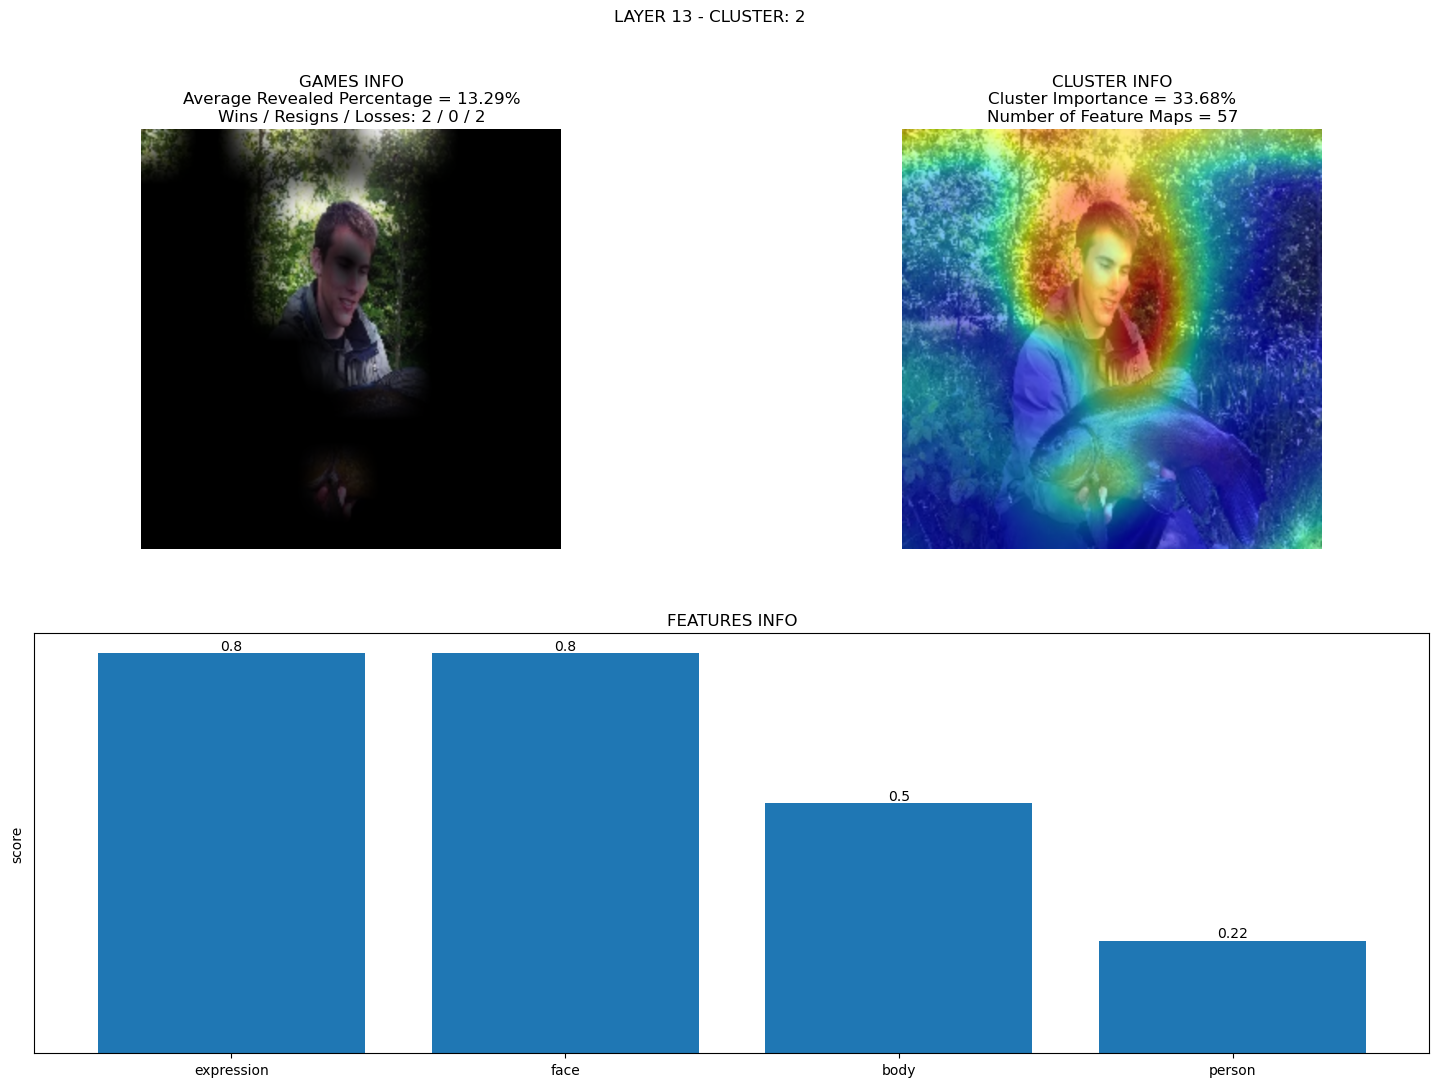 LAYER 13 - CLUSTER: 2
GAMES INFO
Average Revealed Percentage = 13.29%
Wins / Resigns / Losses: 2 / 0 / 2
CLUSTER INFO
Cluster Importance = 33.68%
Number of Feature Maps = 57
FEATURES INFO
score
0.8
0.8
0.5
0.22
expression
face
body
person